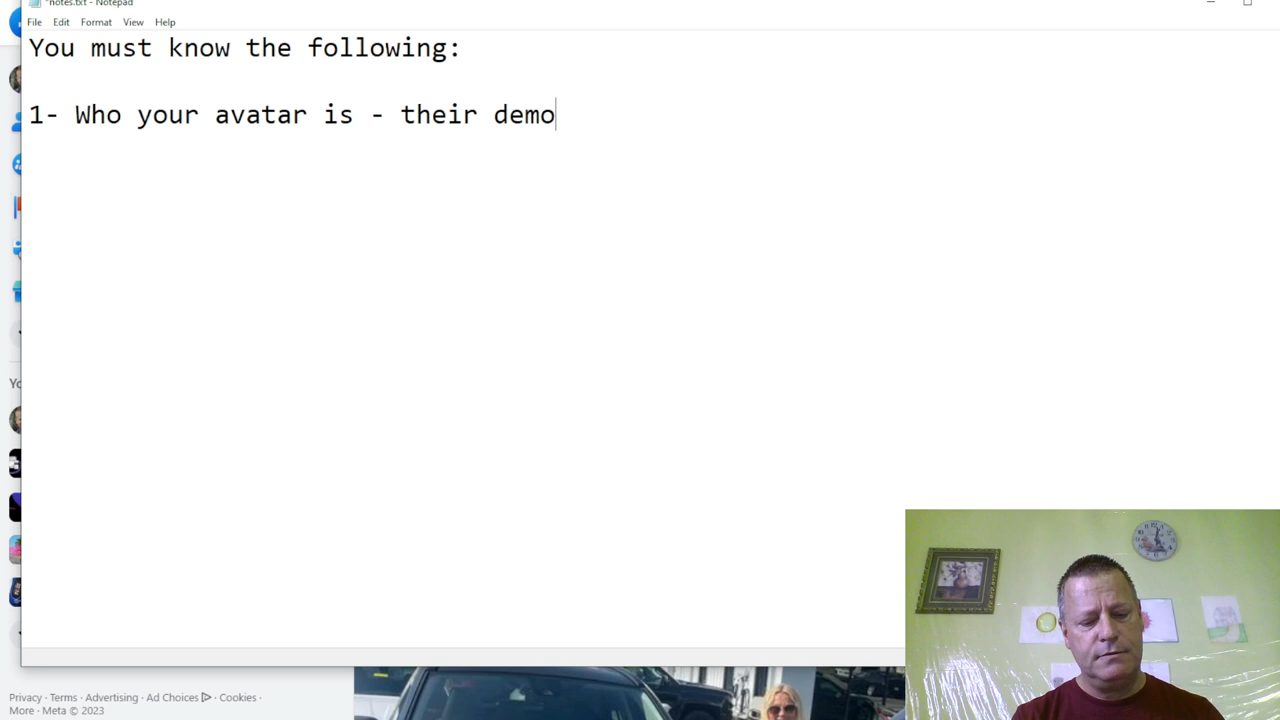 *notes.txt - Notepad
File Edit Format View Help
You must know the following:
1- Who your avatar is - their demo
Yo
Privacy · Terms · Advertising · Ad Choices · Cookies ·
More · Meta © 2023